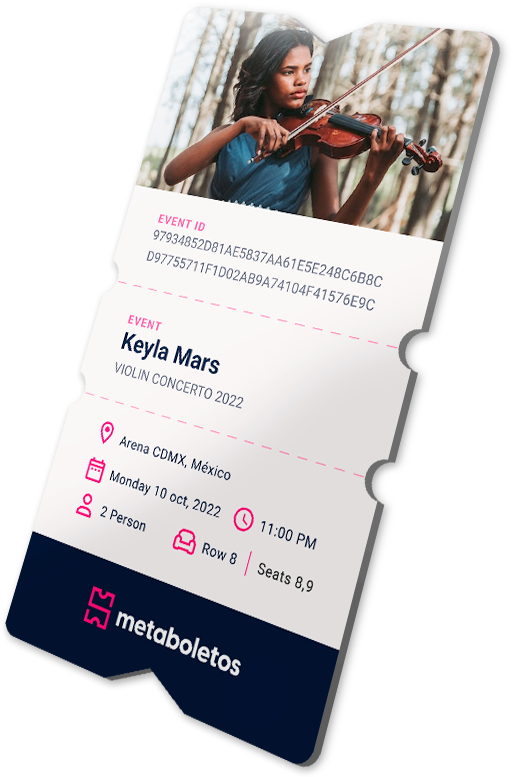 EVENT ID
97934852D81AE5837AA61E5E248C6B8C
D97755711F1D02AB9A74104F41576E9C
EVENT
Keyla Mars
VIOLIN CONCERTO 2022
Arena CDMX, México
Monday 10 oct, 2022
11:00 PM
2 Person
Row 8
Seats 8,9
metaboletos